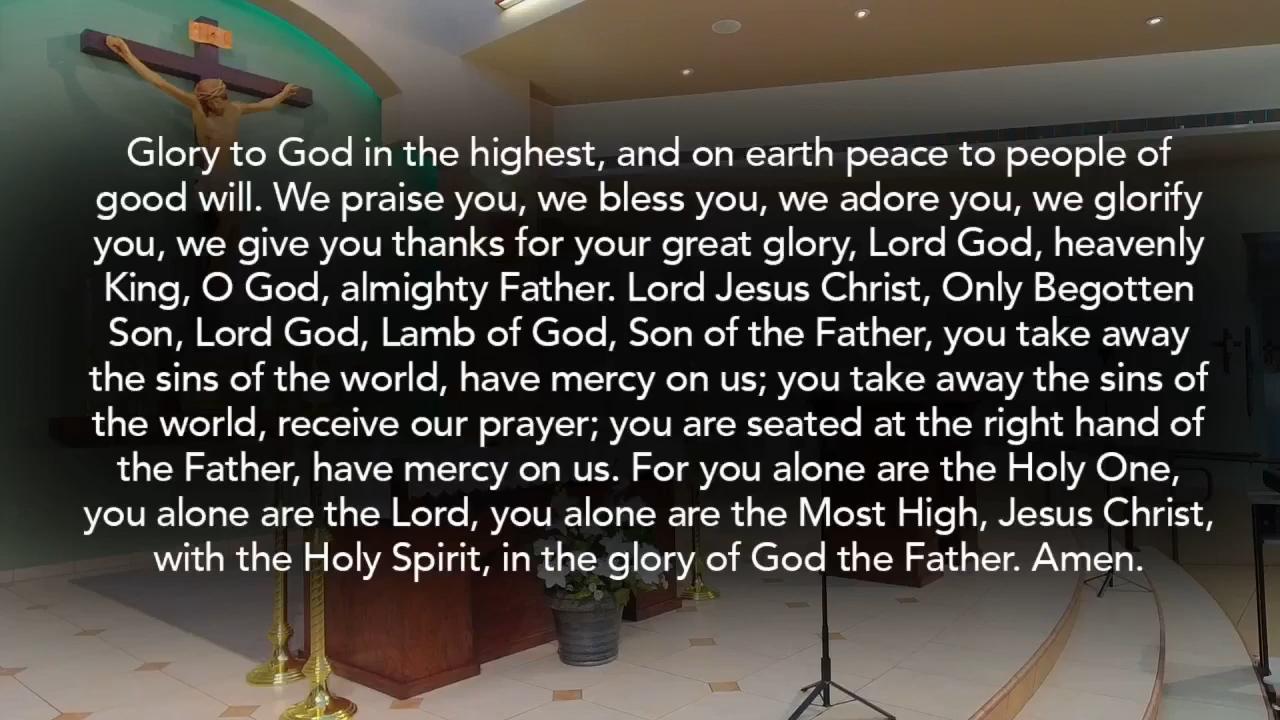 Glory to God in the highest, and on earth peace to people of
good will. We praise you, we bless you, we adore you, we glorify
you, we give you thanks for your great glory, Lord God, heavenly
King, O God, almighty Father. Lord Jesus Christ, Only Begotten
Son, Lord God, Lamb of God, Son of the Father, you take away
the sins of the world, have mercy on us; you take away the sins of
the world, receive our prayer; you are seated at the right hand of
the Father, have mercy on us. For you alone are the Holy One,
you alone are the Lord, you alone are the Most High, Jesus Christ,
with the Holy Spirit, in the glory of God the Father. Amen.